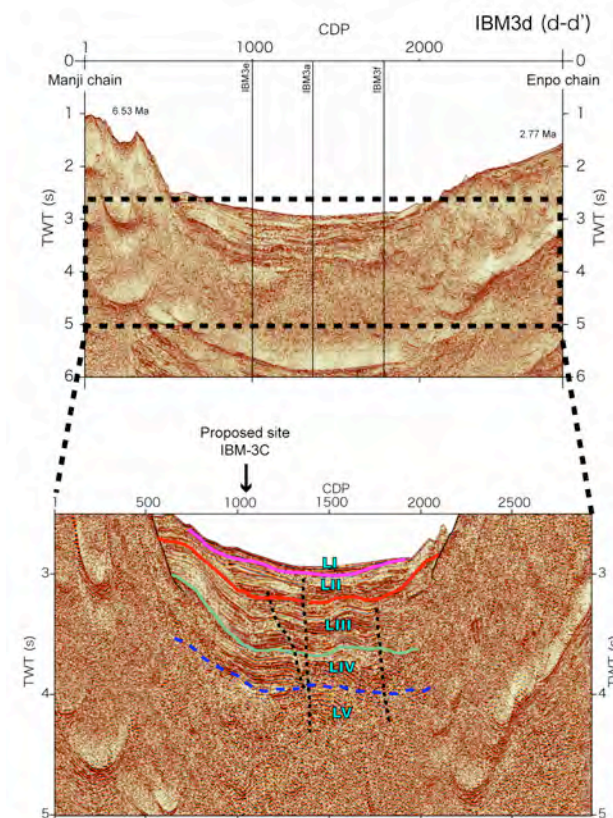 CDP IBM3d (d-d')
1 1000 2000
0 0
Manji chain IBM3e IBM3a IBM3f Enpo chain
6.53 Ma
1 1
2.77 Ma
2 2
TWT (s) TWT (s)
3 3
4 4
5 5
6 6
Proposed site
IBM-3C
CDP
1 500 1000 1500 2000 2500
LI
3 3
LII
LIII
TWT (s) TWT (s)
LIV
4 4
LV
5 5